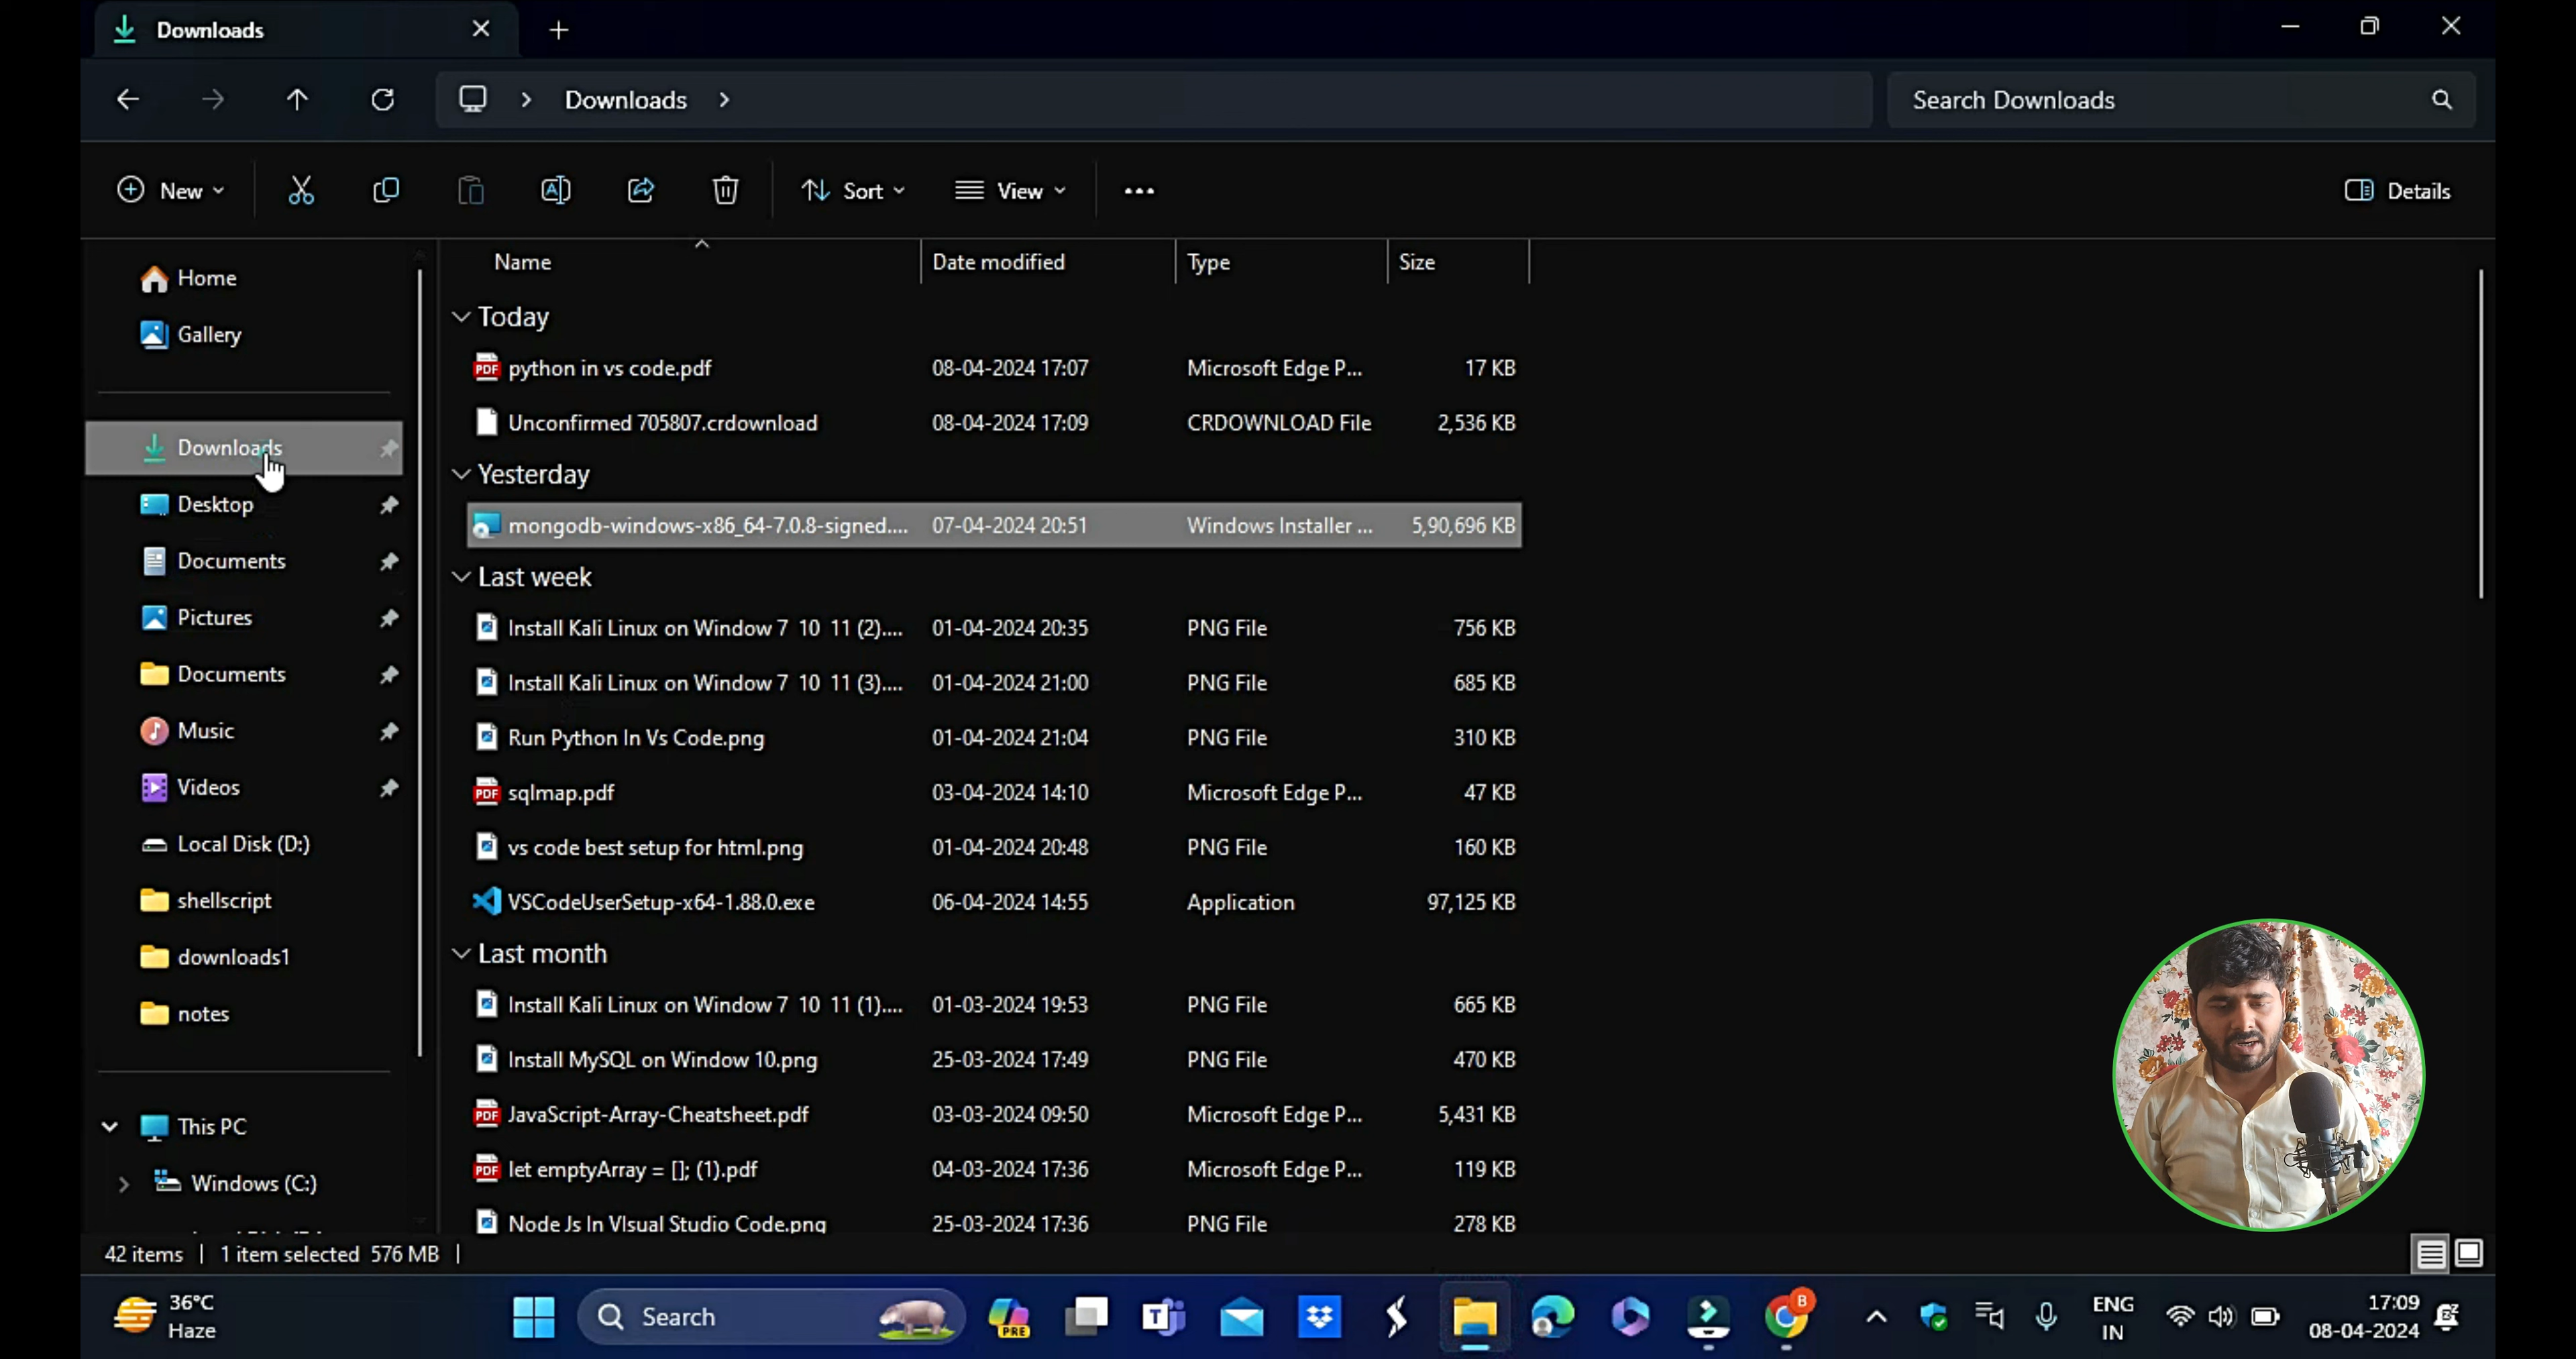 Downloads
Downloads
Search Downloads
New
Sort
View
Details
Home
Gallery
Downloads
Desktop
Documents
Pictures
Documents
Music
Videos
Local Disk (D:)
shellscript
downloads1
notes
This PC
Windows (C:)
Name Date modified Type Size
Today
python in vs code.pdf 08-04-2024 17:07 Microsoft Edge P... 17 KB
Unconfirmed 705807.crdownload 08-04-2024 17:09 CRDOWNLOAD File 2,536 KB
Yesterday
mongodb-windows-x86_64-7.0.8-signed.... 07-04-2024 20:51 Windows Installer ... 5,90,696 KB
Last week
Install Kali Linux on Window 7 10 11 (2).... 01-04-2024 20:35 PNG File 756 KB
Install Kali Linux on Window 7 10 11 (3).... 01-04-2024 21:00 PNG File 685 KB
Run Python In Vs Code.png 01-04-2024 21:04 PNG File 310 KB
sqlmap.pdf 03-04-2024 14:10 Microsoft Edge P... 47 KB
vs code best setup for html.png 01-04-2024 20:48 PNG File 160 KB
VSCodeUserSetup-x64-1.88.0.exe 06-04-2024 14:55 Application 97,125 KB
Last month
Install Kali Linux on Window 7 10 11 (1).... 01-03-2024 19:53 PNG File 665 KB
Install MySQL on Window 10.png 25-03-2024 17:49 PNG File 470 KB
JavaScript-Array-Cheatsheet.pdf 03-03-2024 09:50 Microsoft Edge P... 5,431 KB
let emptyArray = []; (1).pdf 04-03-2024 17:36 Microsoft Edge P... 119 KB
Node Js In VIsual Studio Code.png 25-03-2024 17:36 PNG File 278 KB
42 items 1 item selected 576 MB
36°C
Haze
Search
PRE
B
ENG
IN
17:09
08-04-2024